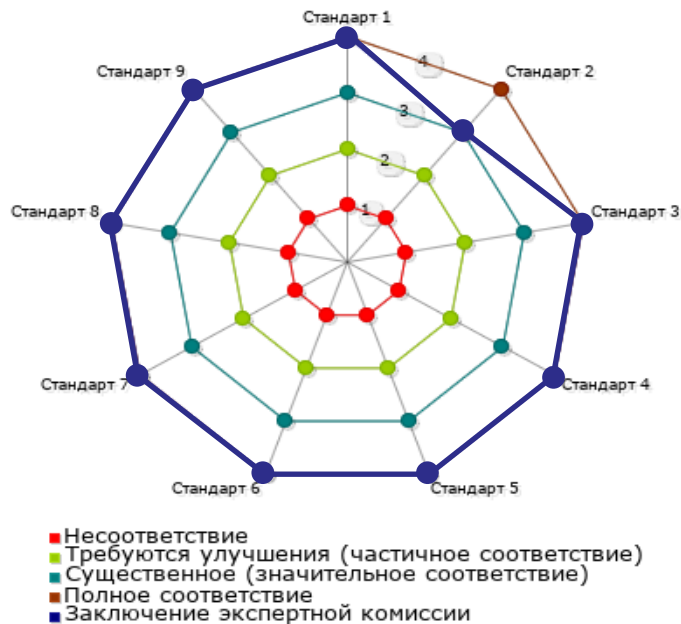 Стандарт 1
4
Стандарт 2
Стандарт 9
3
2
1
Стандарт 8
Стандарт 3
Стандарт 7
Стандарт 4
Стандарт 6
Стандарт 5
Несоответствие
Требуются улучшения (частичное соответствие)
Существенное (значительное соответствие)
Полное соответствие
Заключение экспертной комиссии